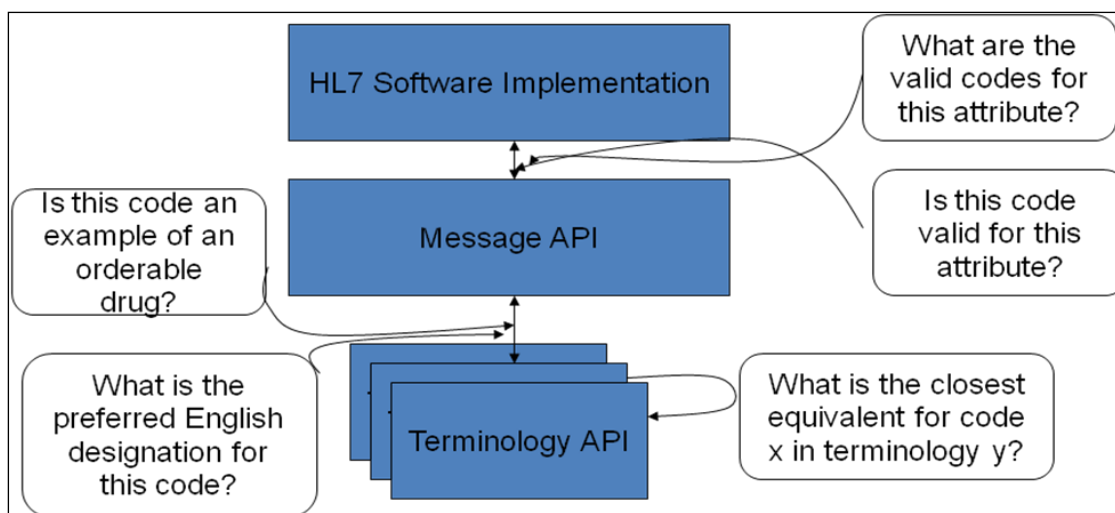 HL7 Software Implementation
What are the
valid codes for
this attribute?
Is this code an
example of an
orderable
drug?
Message API
Is this code
valid for this
attribute?
What is the
preferred English
designation for
this code?
Terminology API
What is the closest
equivalent for code
x in terminology y?